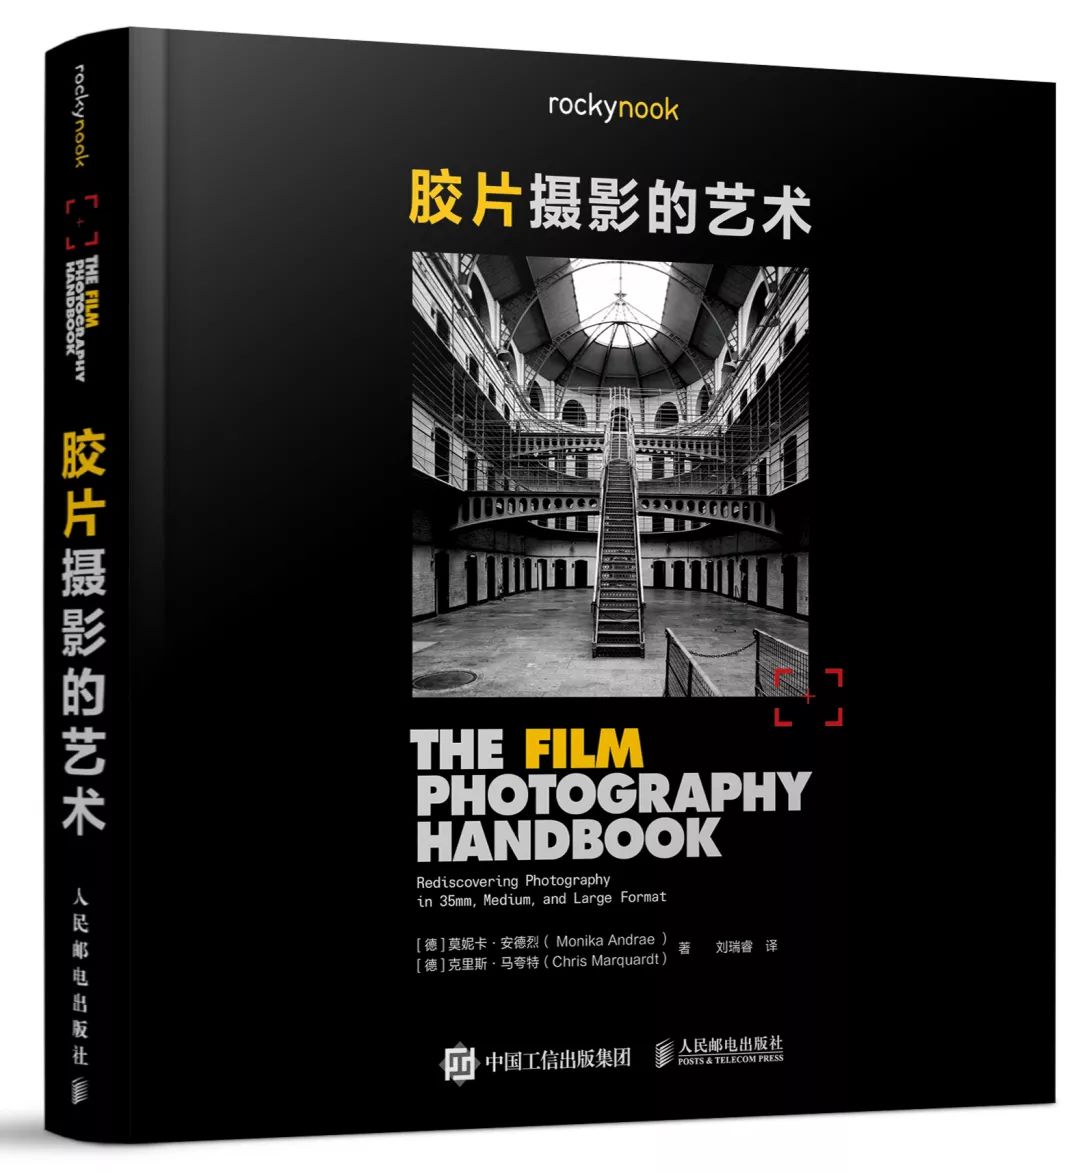 rockynook
胶片摄影的艺术
THE FILM
PHOTOGRAPHY
HANDBOOK
Rediscovering Photography
in 35mm, Medium, and Large Format
[德]莫妮卡·安德烈( Monika Andrae )
[德]克里斯·马夸特(Chris Marquardt)
著 刘瑞睿 译
中国工信出版集团
人民邮电出版社
POSTS & TELECOM PRESS
rockynook
THE FILM
PHOTOGRAPHY
HANDBOOK
胶片摄影的艺术
人民邮电出版社